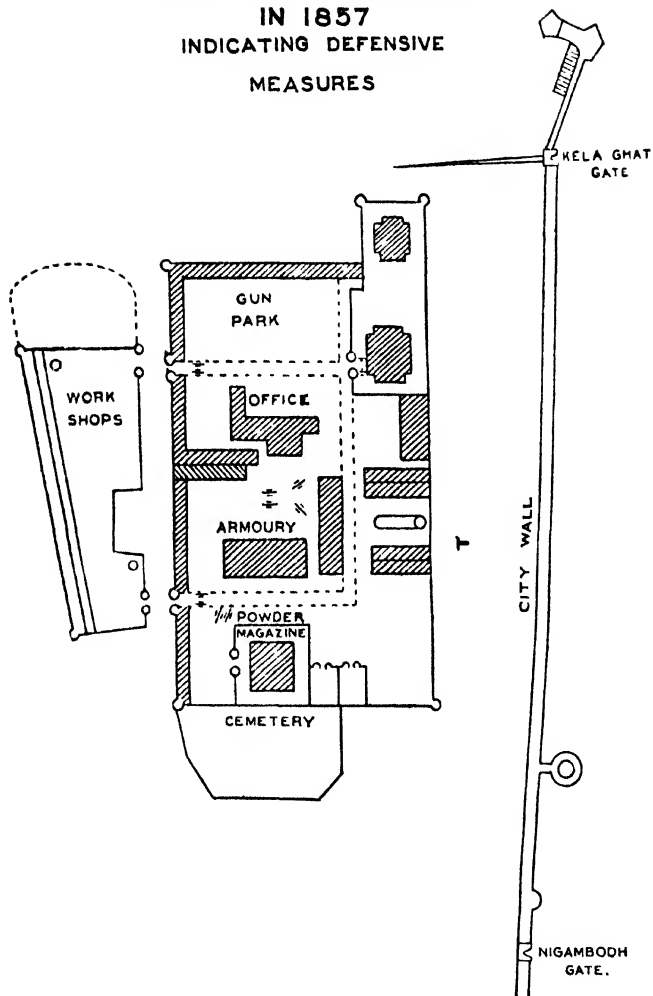 IN 1857
INDICATING DEFENSIVE
MEASURES
KELA GHAT
GATE
GUN
PARK
WORK
SHOPS
OFFICE
ARMOURY
CITY WALL
POWDER
MAGAZINE
CEMETERY
NIGAMBODH
GATE.